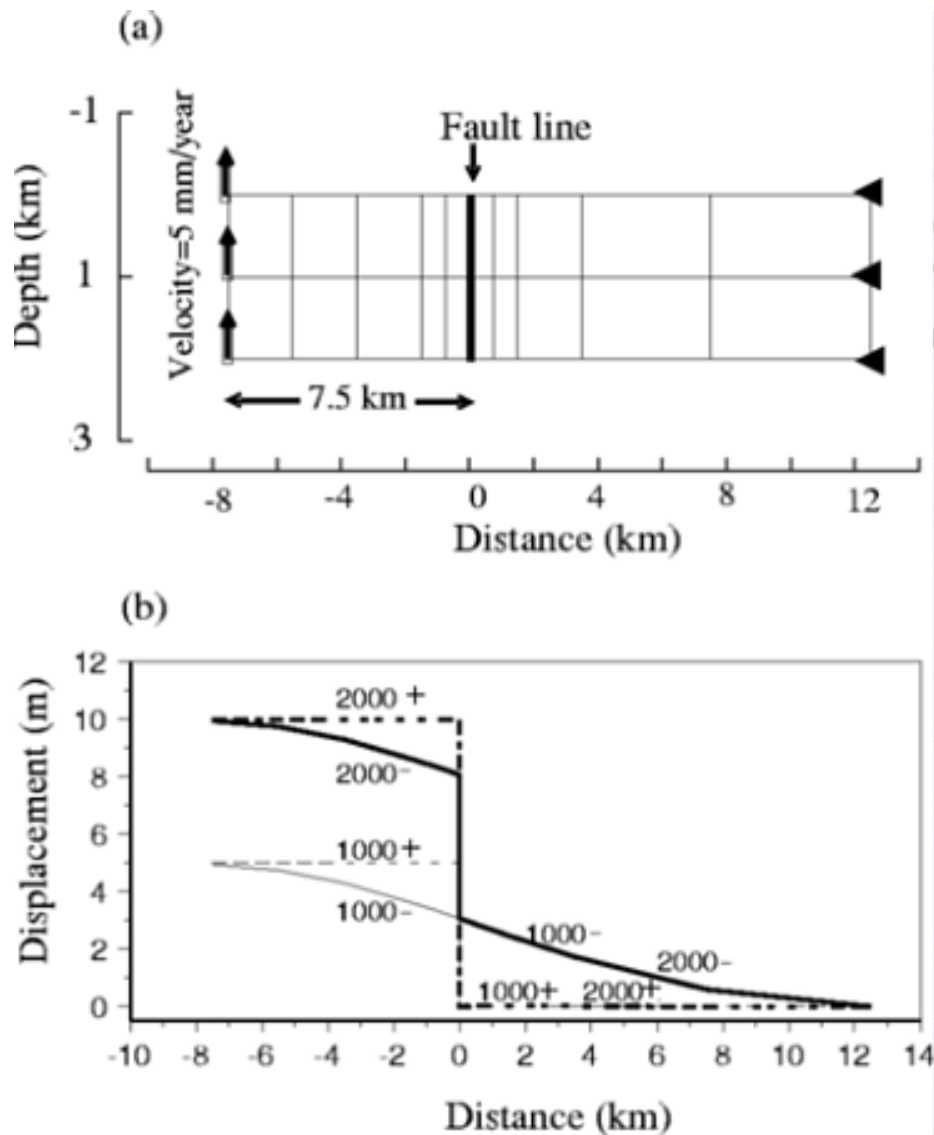 (a)
-1
1
3
Depth (km)
Velocity=5 mm/year
Fault line
7.5 km
-8 -4 0 4 8 12
Distance (km)
(b)
12
10
8
6
4
2
0
Displacement (m)
2000+
2000-
1000+
1000-
1000-
2000-
1000+ 2000+
-10 -8 -6 -4 -2 0 2 4 6 8 10 12 14
Distance (km)